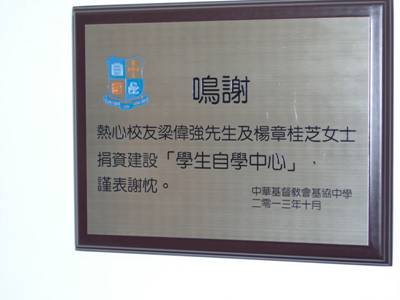 鳴謝
熱心校友梁偉強先生及楊章桂芝女士
捐資建設「學生自學中心」、
謹表謝忱。
中華基督教會基協中學
二零一三年十月